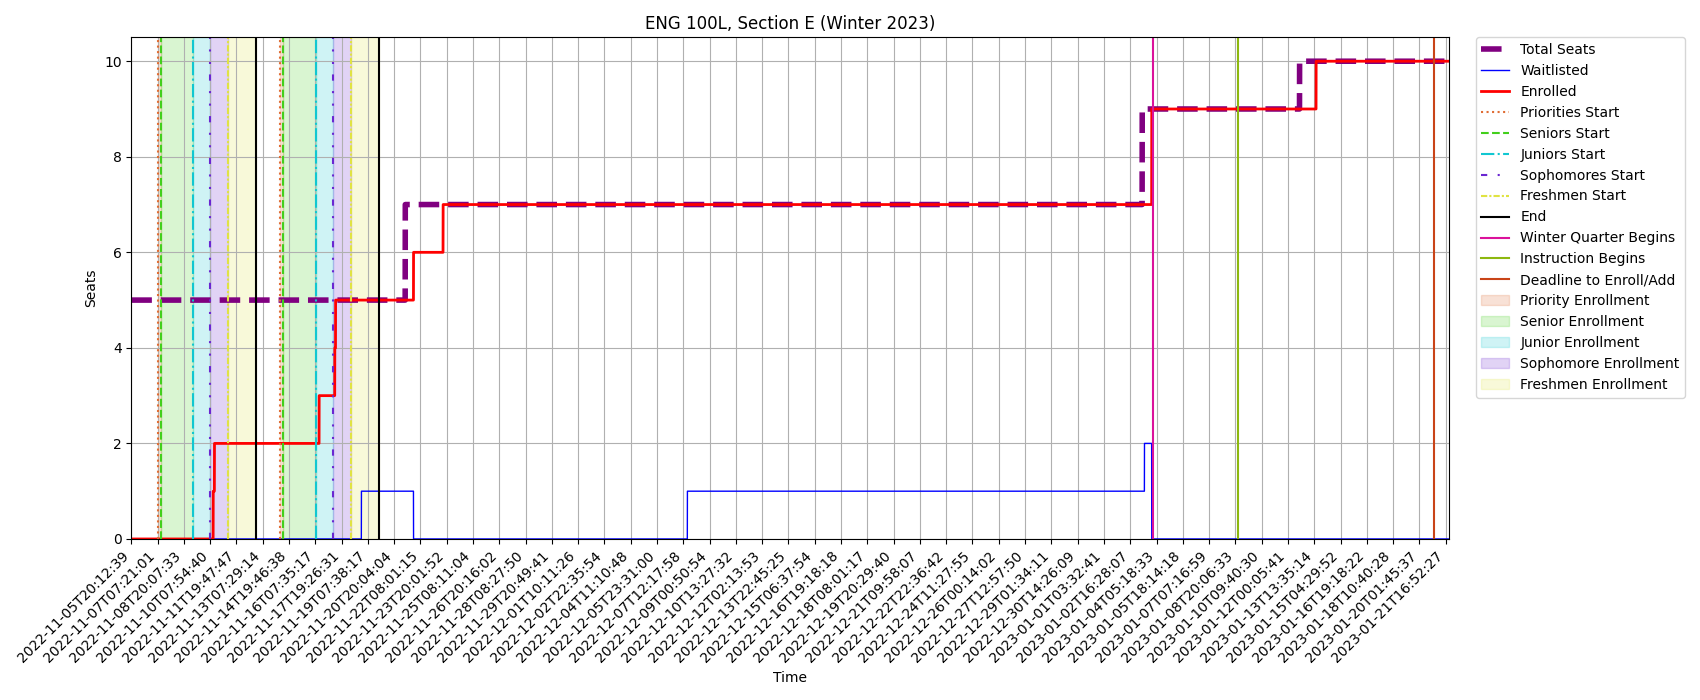 ENG 100L, Section E (Winter 2023)
10
8
6
4
2
0
Seats
2022-11-05T20:12:39
2022-11-07T07:21:01
2022-11-08T20:07:33
2022-11-10T07:54:40
2022-11-11T19:47:47
2022-11-13T07:29:14
2022-11-14T19:46:38
2022-11-16T07:35:17
2022-11-17T19:26:31
2022-11-19T07:38:17
2022-11-20T20:04:04
2022-11-22T08:01:15
2022-11-23T20:01:52
2022-11-25T08:11:04
2022-11-26T20:16:02
2022-11-28T08:27:50
2022-11-29T20:49:41
2022-12-01T10:11:26
2022-12-02T22:35:54
2022-12-04T11:10:48
2022-12-05T23:31:00
2022-12-07T12:17:58
2022-12-09T00:50:54
2022-12-10T13:27:32
2022-12-12T02:13:53
2022-12-13T22:45:25
2022-12-15T06:37:54
2022-12-16T19:18:18
2022-12-18T08:01:17
2022-12-19T20:29:40
2022-12-21T09:58:07
2022-12-22T22:36:42
2022-12-24T11:27:55
2022-12-26T00:14:02
2022-12-27T12:57:50
2022-12-29T01:34:11
2022-12-30T14:26:09
2023-01-01T03:32:41
2023-01-02T16:28:07
2023-01-04T05:18:33
2023-01-05T18:14:18
2023-01-07T07:16:59
2023-01-08T20:06:33
2023-01-10T09:40:30
2023-01-12T00:05:41
2023-01-13T13:35:14
2023-01-15T04:29:52
2023-01-16T19:18:22
2023-01-18T10:40:28
2023-01-20T01:45:37
2023-01-21T16:52:27
Time
Total Seats
Waitlisted
Enrolled
Priorities Start
Seniors Start
Juniors Start
Sophomores Start
Freshmen Start
End
Winter Quarter Begins
Instruction Begins
Deadline to Enroll/Add
Priority Enrollment
Senior Enrollment
Junior Enrollment
Sophomore Enrollment
Freshmen Enrollment